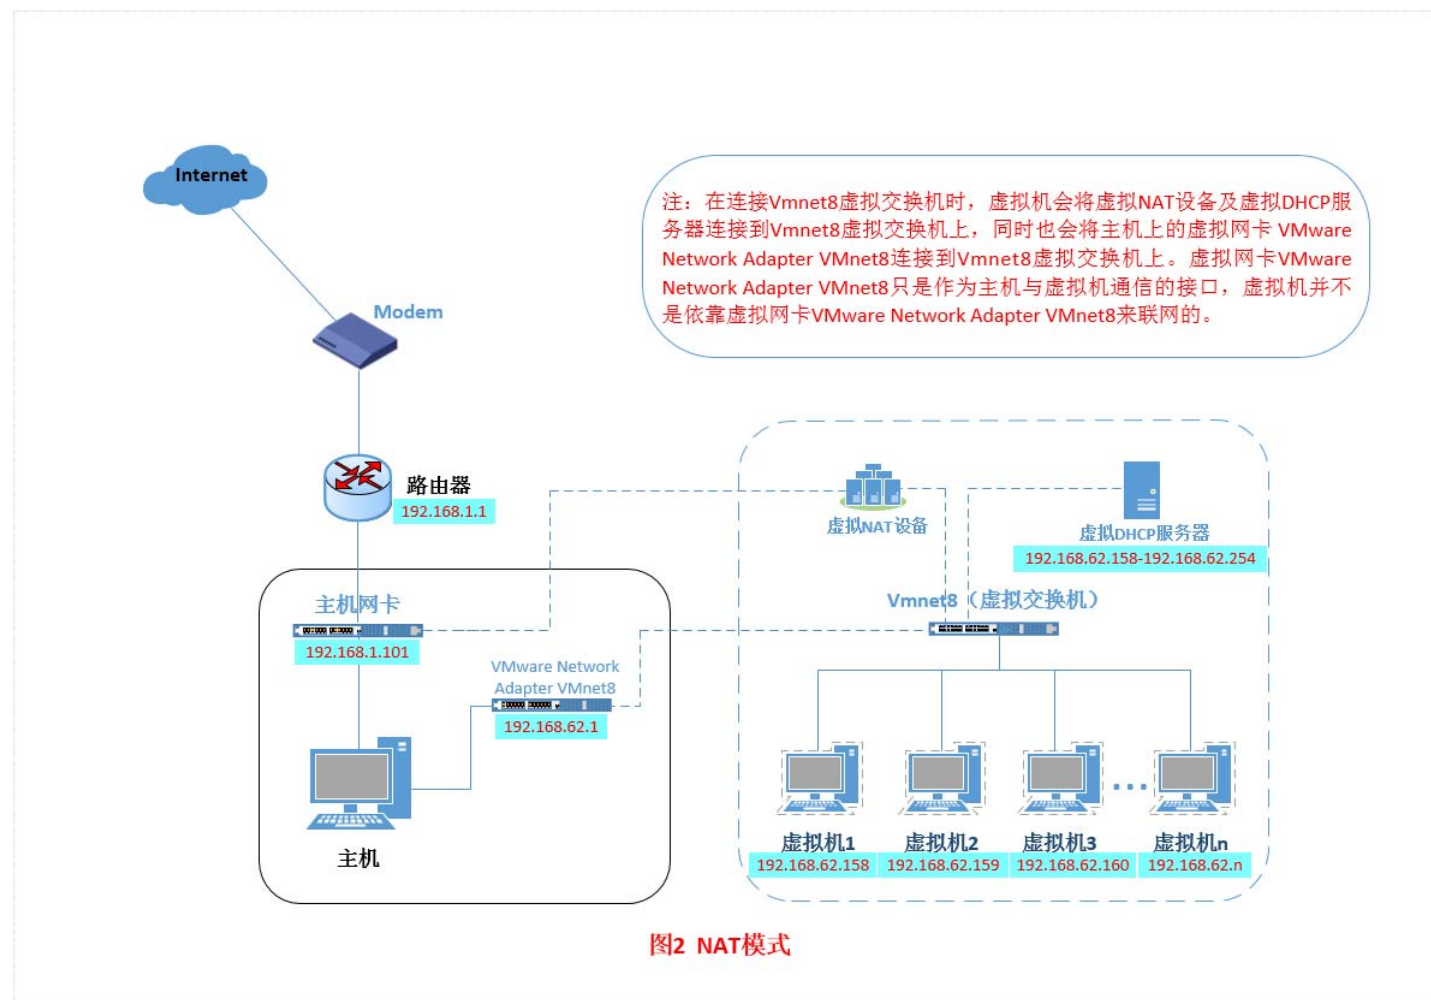 Internet
注：在连接Vmnet8虚拟交换机时，虚拟机会将虚拟NAT设备及虚拟DHCP服
务器连接到Vmnet8虚拟交换机上，同时也会将主机上的虚拟网卡 VMware
Network Adapter VMnet8连接到Vmnet8虚拟交换机上。虚拟网卡VMware
Network Adapter VMnet8只是作为主机与虚拟机通信的接口，虚拟机并不
是依靠虚拟网卡VMware Network Adapter VMnet8来联网的。
Modem
路由器
192.168.1.1
虚拟NAT设备
虚拟DHCP服务器
192.168.62.158-192.168.62.254
主机网卡
192.168.1.101
Vmnet8（虚拟交换机）
VMware Network
Adapter VMnet8
192.168.62.1
主机
虚拟机1
192.168.62.158
虚拟机2
192.168.62.159
虚拟机3
192.168.62.160
...
虚拟机n
192.168.62.n
图2 NAT模式